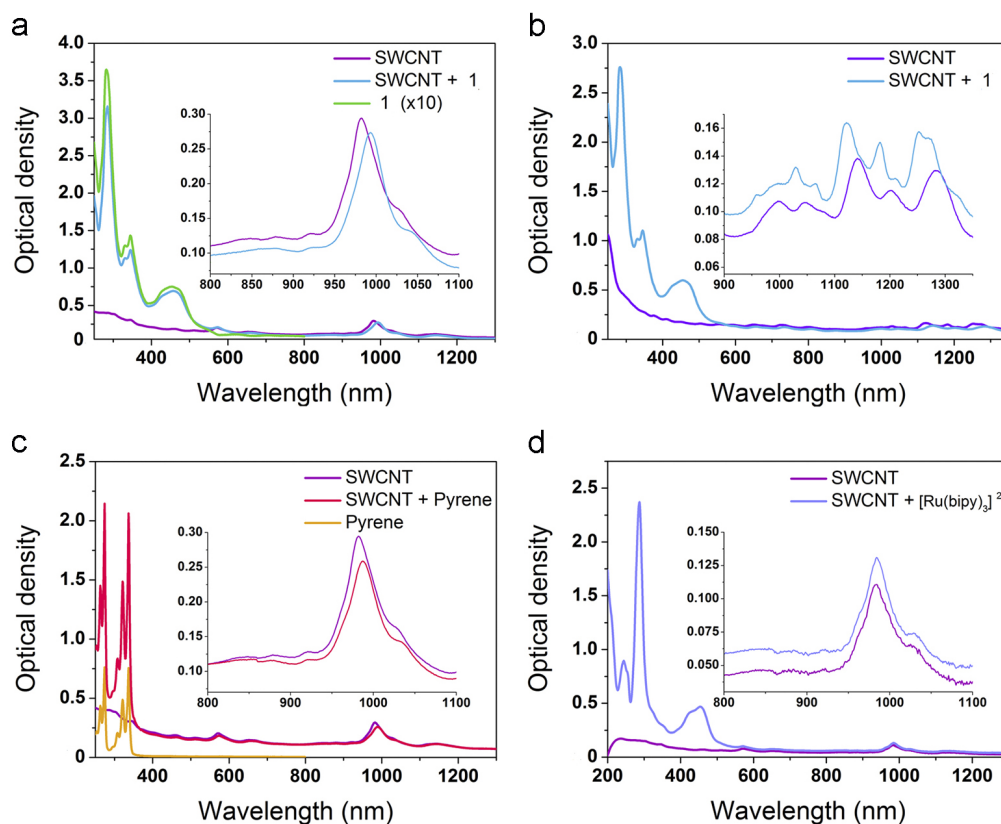 a
4.0
3.5
3.0
2.5
2.0
1.5
1.0
0.5
0
Optical density
SWCNT
SWCNT + 1
1 (x10)
0.30
0.25
0.20
0.15
0.10
800 850 900 950 1000 1050 1100
400 600 800 1000 1200
Wavelength (nm)
b
3.0
2.5
2.0
1.5
1.0
0.5
0
Optical density
SWCNT
SWCNT + 1
0.16
0.14
0.12
0.10
0.08
0.06
900 1000 1100 1200 1300
400 600 800 1000 1200
Wavelength (nm)
c
2.5
2.0
1.5
1.0
0.5
0
Optical density
SWCNT
SWCNT + Pyrene
Pyrene
0.30
0.25
0.20
0.15
0.10
800 900 1000 1100
400 600 800 1000 1200
Wavelength (nm)
d
2.5
2.0
1.5
1.0
0.5
0
Optical density
SWCNT
SWCNT + [Ru(bipy)3] 2
0.150
0.125
0.100
0.075
0.050
800 900 1000 1100
200 400 600 800 1000 1200
Wavelength (nm)